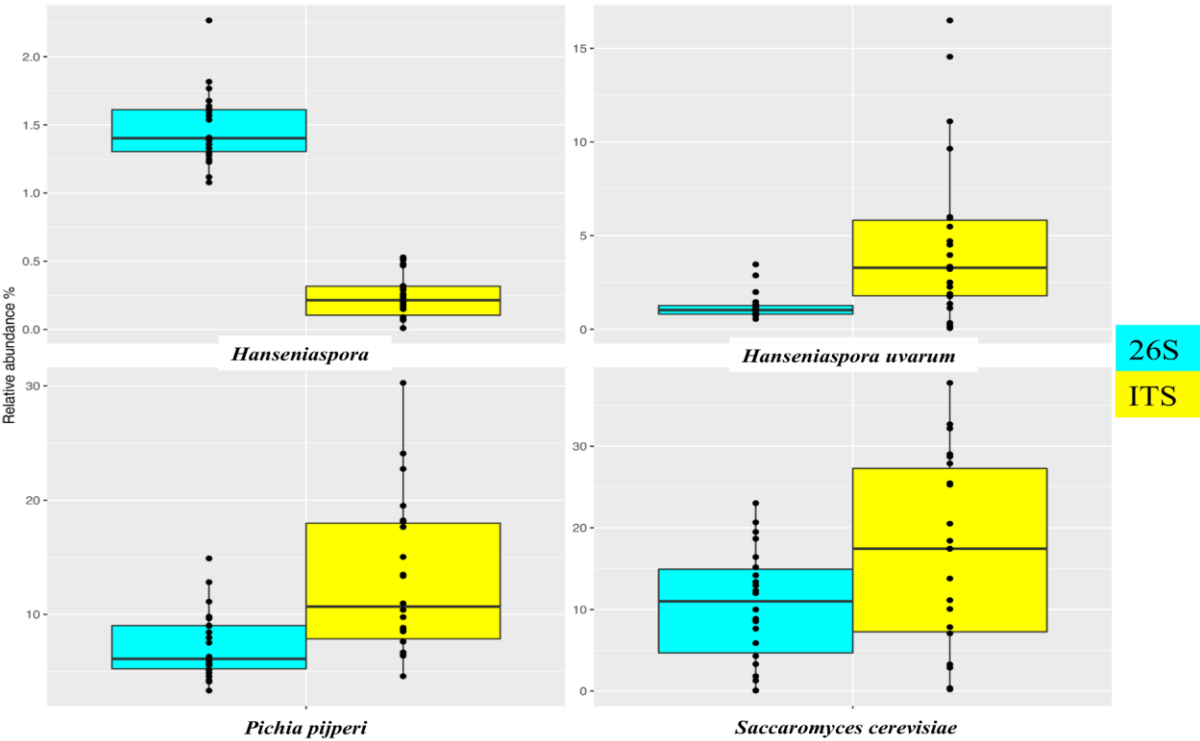 2.0
1.5
1.0
0.5
0.0
Hanseniaspora
15
10
5
0
Hanseniaspora uvarum
Relative abundance %
26S
ITS
30
20
10
Pichia pijperi
30
20
10
0
Saccaromyces cerevisiae